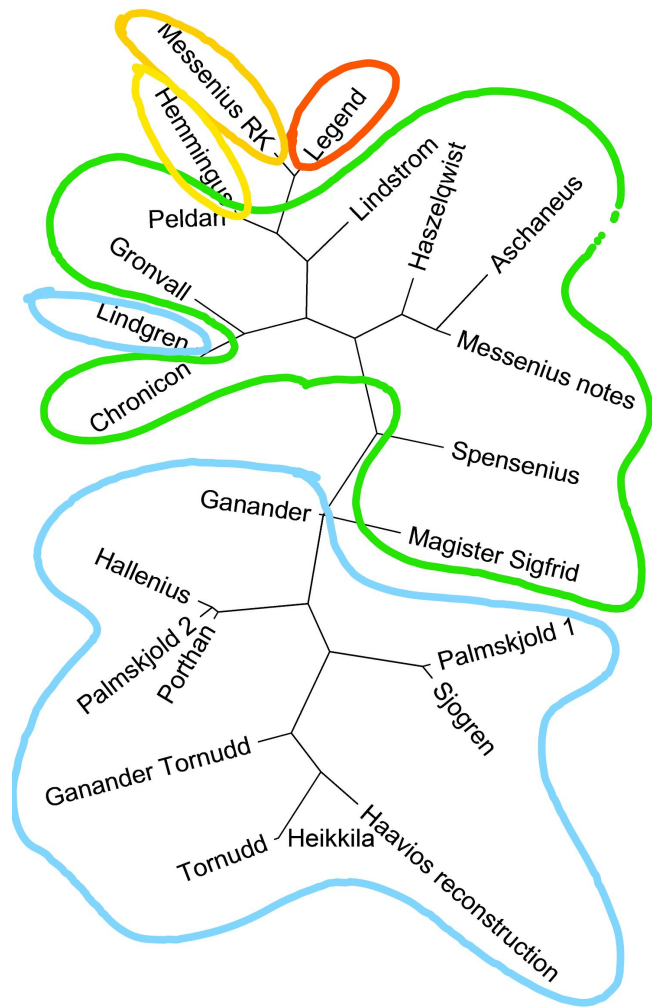 Messenius RK
Legend
Hemmingus
Lindstrom
Haszelqwist
Aschaneus
Peldan
Gronvall
Lindgren
Messenius notes
Chronicon
Spensenius
Ganander
Magister Sigfrid
Hallenius
Palmskjold 2
Porthan
Palmskjold 1
Sjogren
Ganander Tornudd
Haavios reconstruction
Tornudd
Heikkila